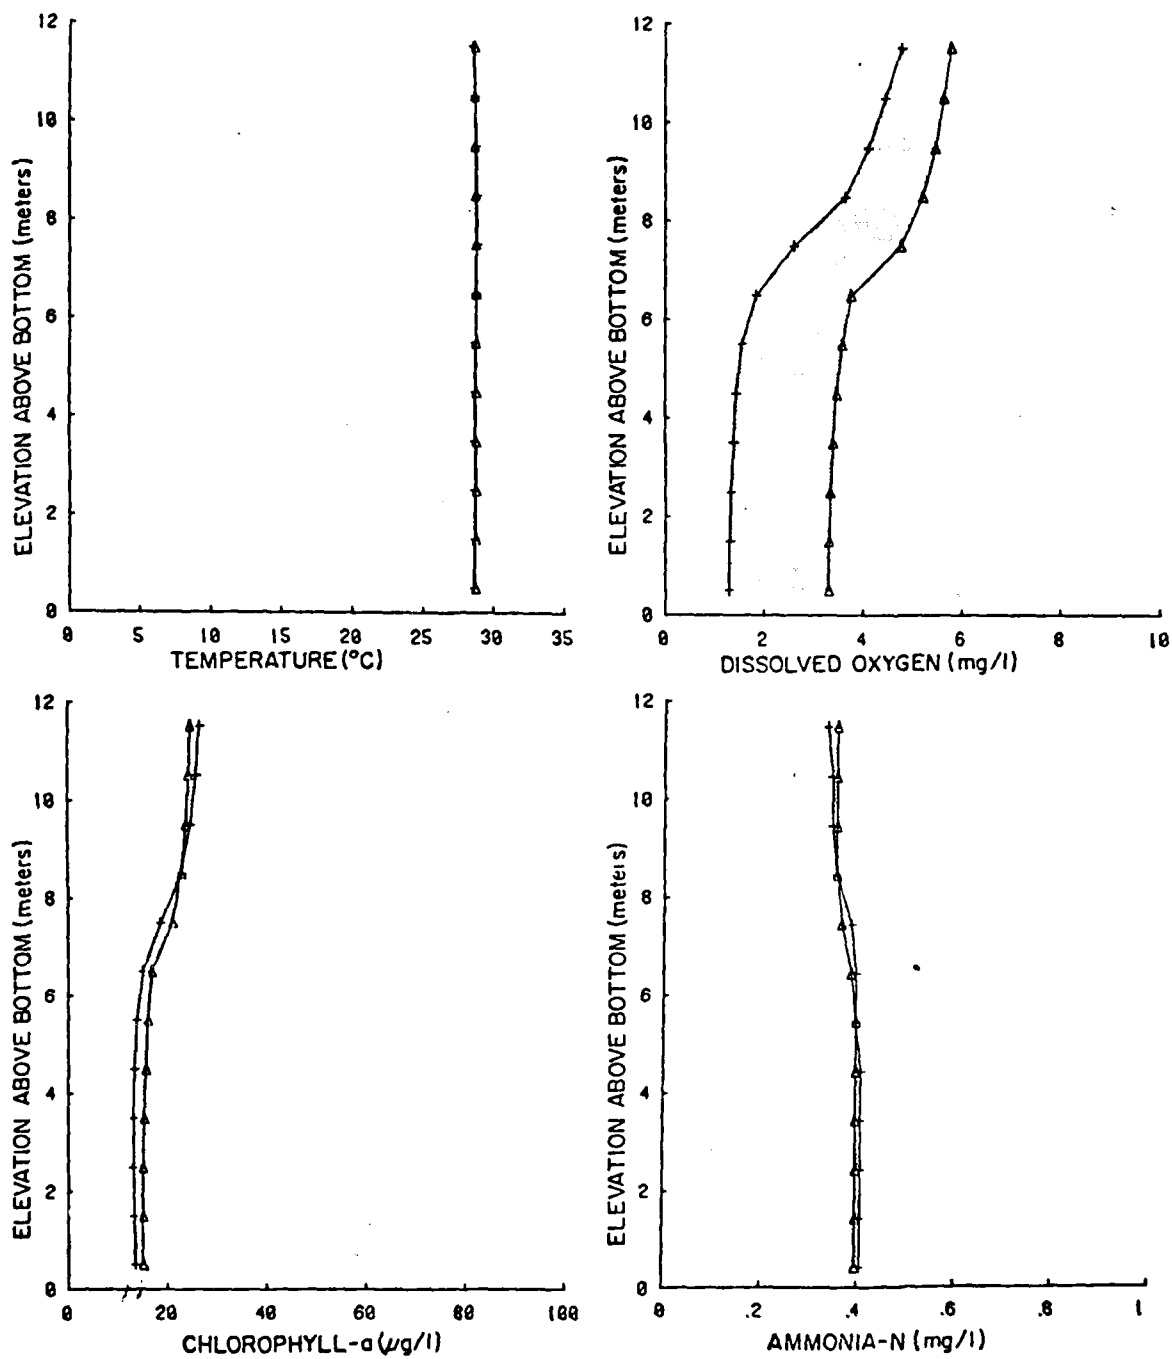 12
10
8
6
4
2
0
ELEVATION ABOVE BOTTOM (meters)
0 5 10 15 20 25 30 35
TEMPERATURE (°C)
12
10
8
6
4
2
0
ELEVATION ABOVE BOTTOM (meters)
0 2 4 6 8 10
DISSOLVED OXYGEN (mg/l)
12
10
8
6
4
2
0
ELEVATION ABOVE BOTTOM (meters)
0 20 40 60 80 100
CHLOROPHYLL-a (μg/l)
12
10
8
6
4
2
0
ELEVATION ABOVE BOTTOM (meters)
0 .2 .4 .6 .8 1
AMMONIA-N (mg/l)